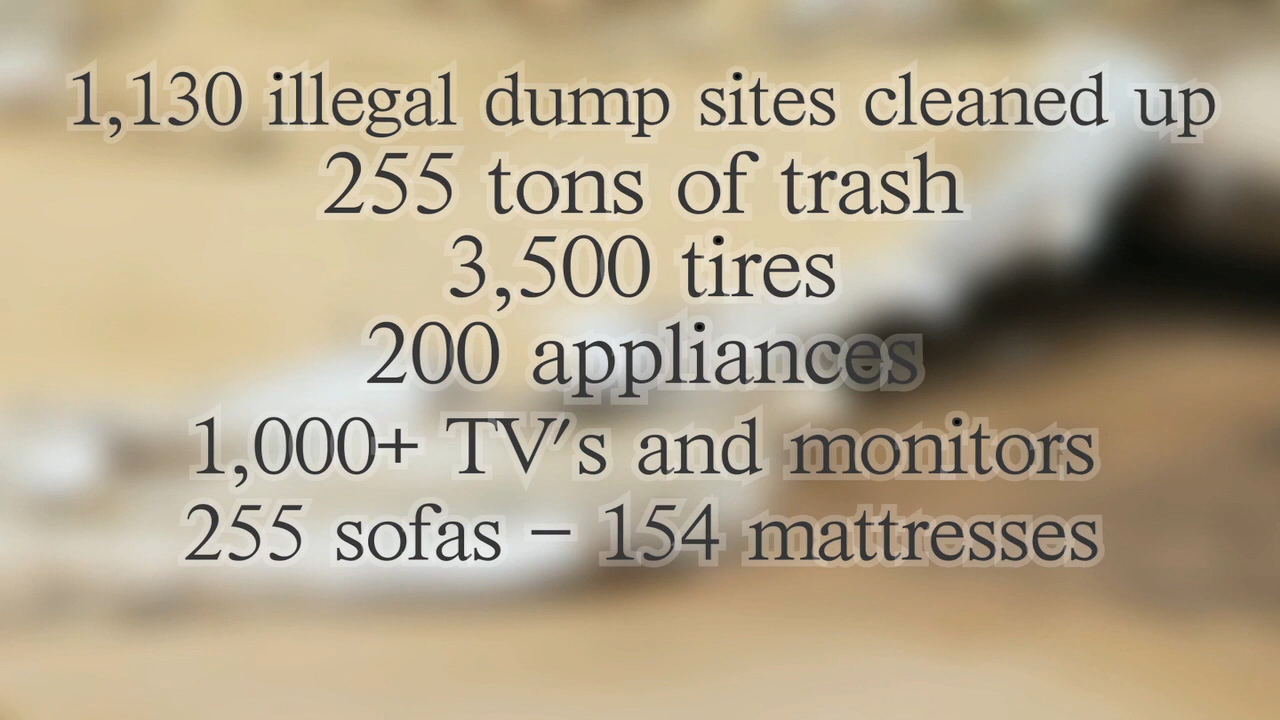 1,130 illegal dump sites cleaned up
255 tons of trash
3,500 tires
200 appliances
1,000+ TV's and monitors
255 sofas – 154 mattresses